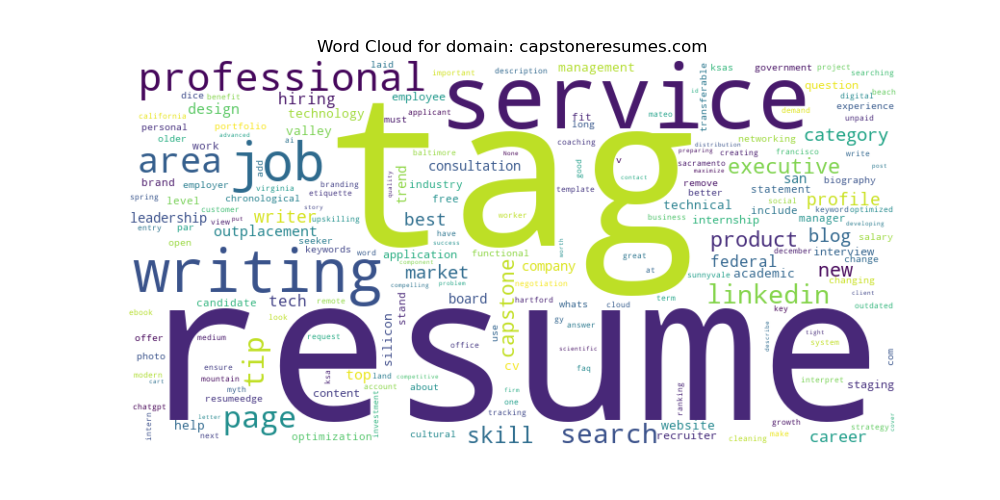 Word Cloud for domain: capstoneresumes.com
laid important description management ksas government project searching
professional service tag
dice benefit hiring employee transferable question
design technology applicant fit digital experience
california must long mateo demand beach unpaid
personal portfolio valley coaching networking category
older ai baltimore None id distribution creating francisco write
advanced preparing
area work job add trend consultation good v sacramento executive post
brand employer virginia quality industry template contact remove maximize san biography
spring chronological branding free better statement social profile
level customer etiquette worker technical include keyword optimized
leadership view put story upskilling best business internship manager developing
entry par writer have great product blog salary
outplacement success functional at december interview
open seeker application worth federal change
writing keywords word component market company sunnyvale academic new changing
problem compelling negotiation client
candidate tech remote silicon stand capstone board hartford whats cloud term linkedin outdated
ebook look use gy key
offer medium request office answer describe tight system
resume
photo tip ensure scientific com
modern mountain ksa top land competitive cv faq interpret
cart myth account about staging
resumeedge content investment firm
chatgpt one ranking
intern letter tracking growth strategy cover
help page website
next optimization cultural skill search recruiter cleaning make career